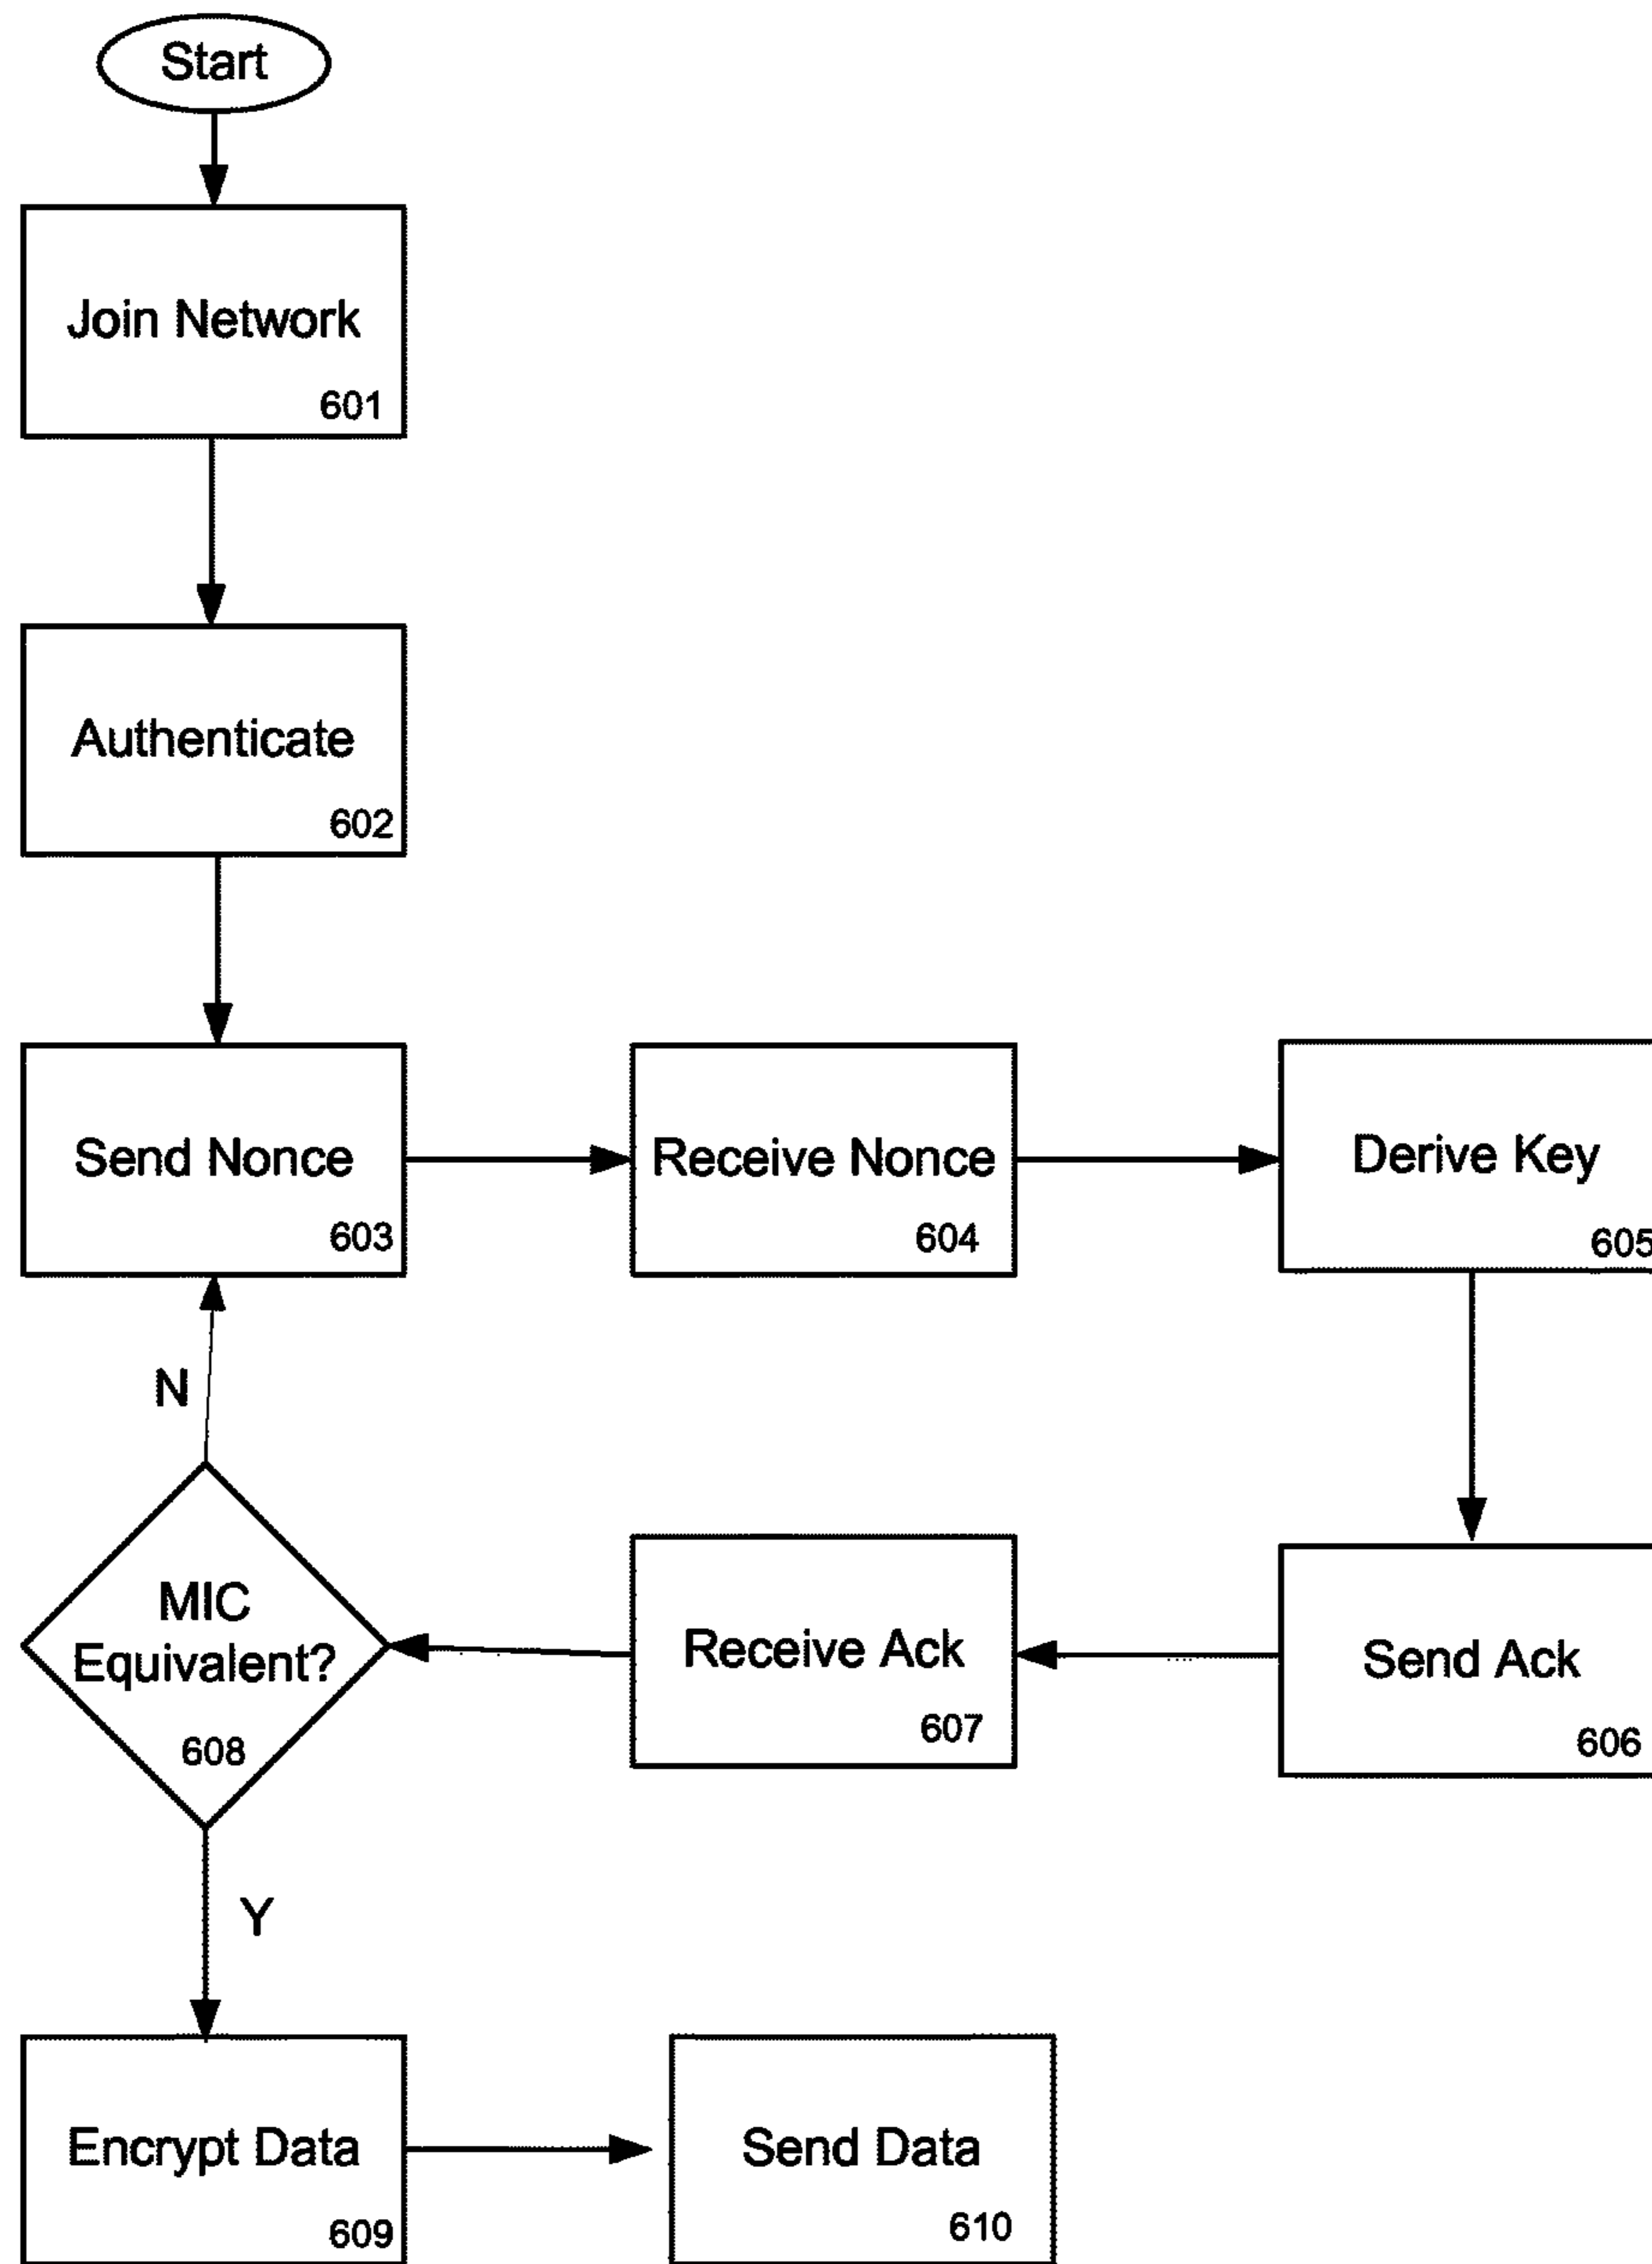 Start
Join Network
601
Authenticate
602
Send Nonce
603
Receive Nonce
604
Derive Key
605
N
MIC
Equivalent?
608
Receive Ack
607
Send Ack
606
Y
Encrypt Data
609
Send Data
610